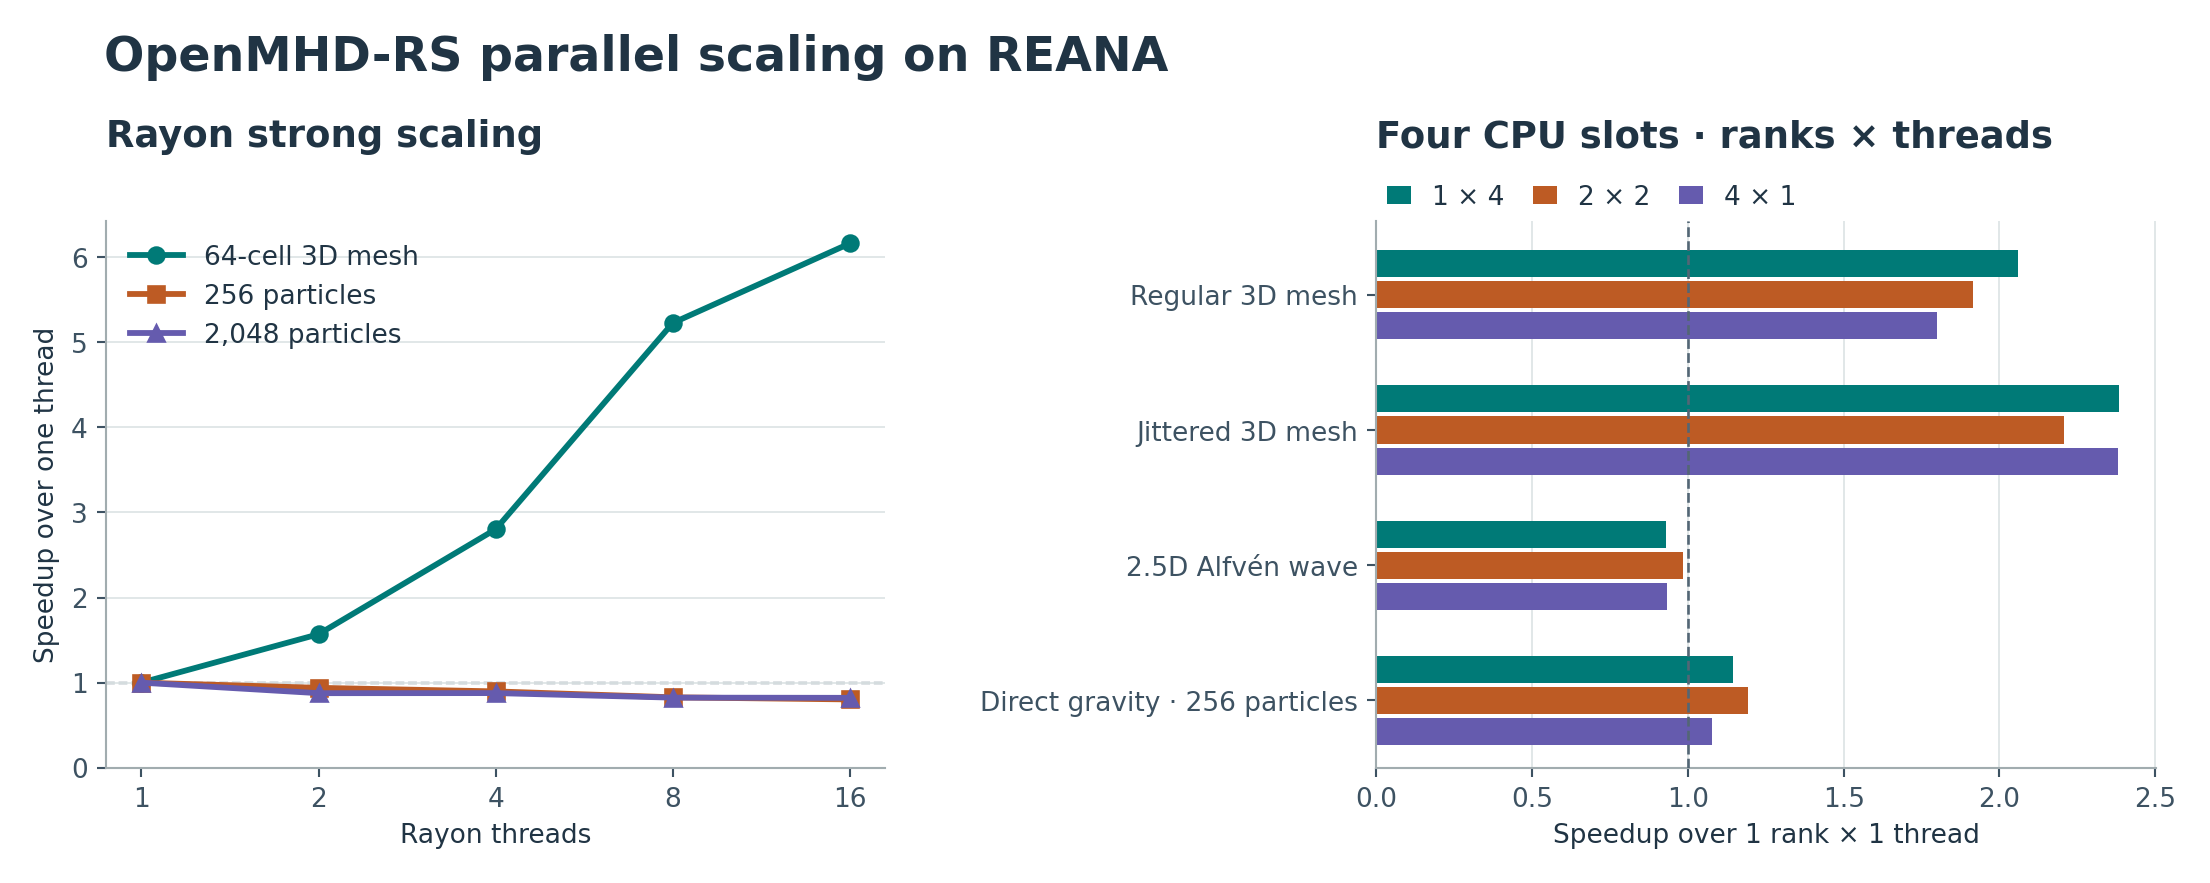 OpenMHD-RS parallel scaling on REANA
Rayon strong scaling
64-cell 3D mesh
256 particles
2,048 particles
Speedup over one thread
6
5
4
3
2
1
0
1 2 4 8 16
Rayon threads
Four CPU slots · ranks × threads
1 × 4 2 × 2 4 × 1
Regular 3D mesh
Jittered 3D mesh
2.5D Alfvén wave
Direct gravity · 256 particles
0.0 0.5 1.0 1.5 2.0 2.5
Speedup over 1 rank × 1 thread